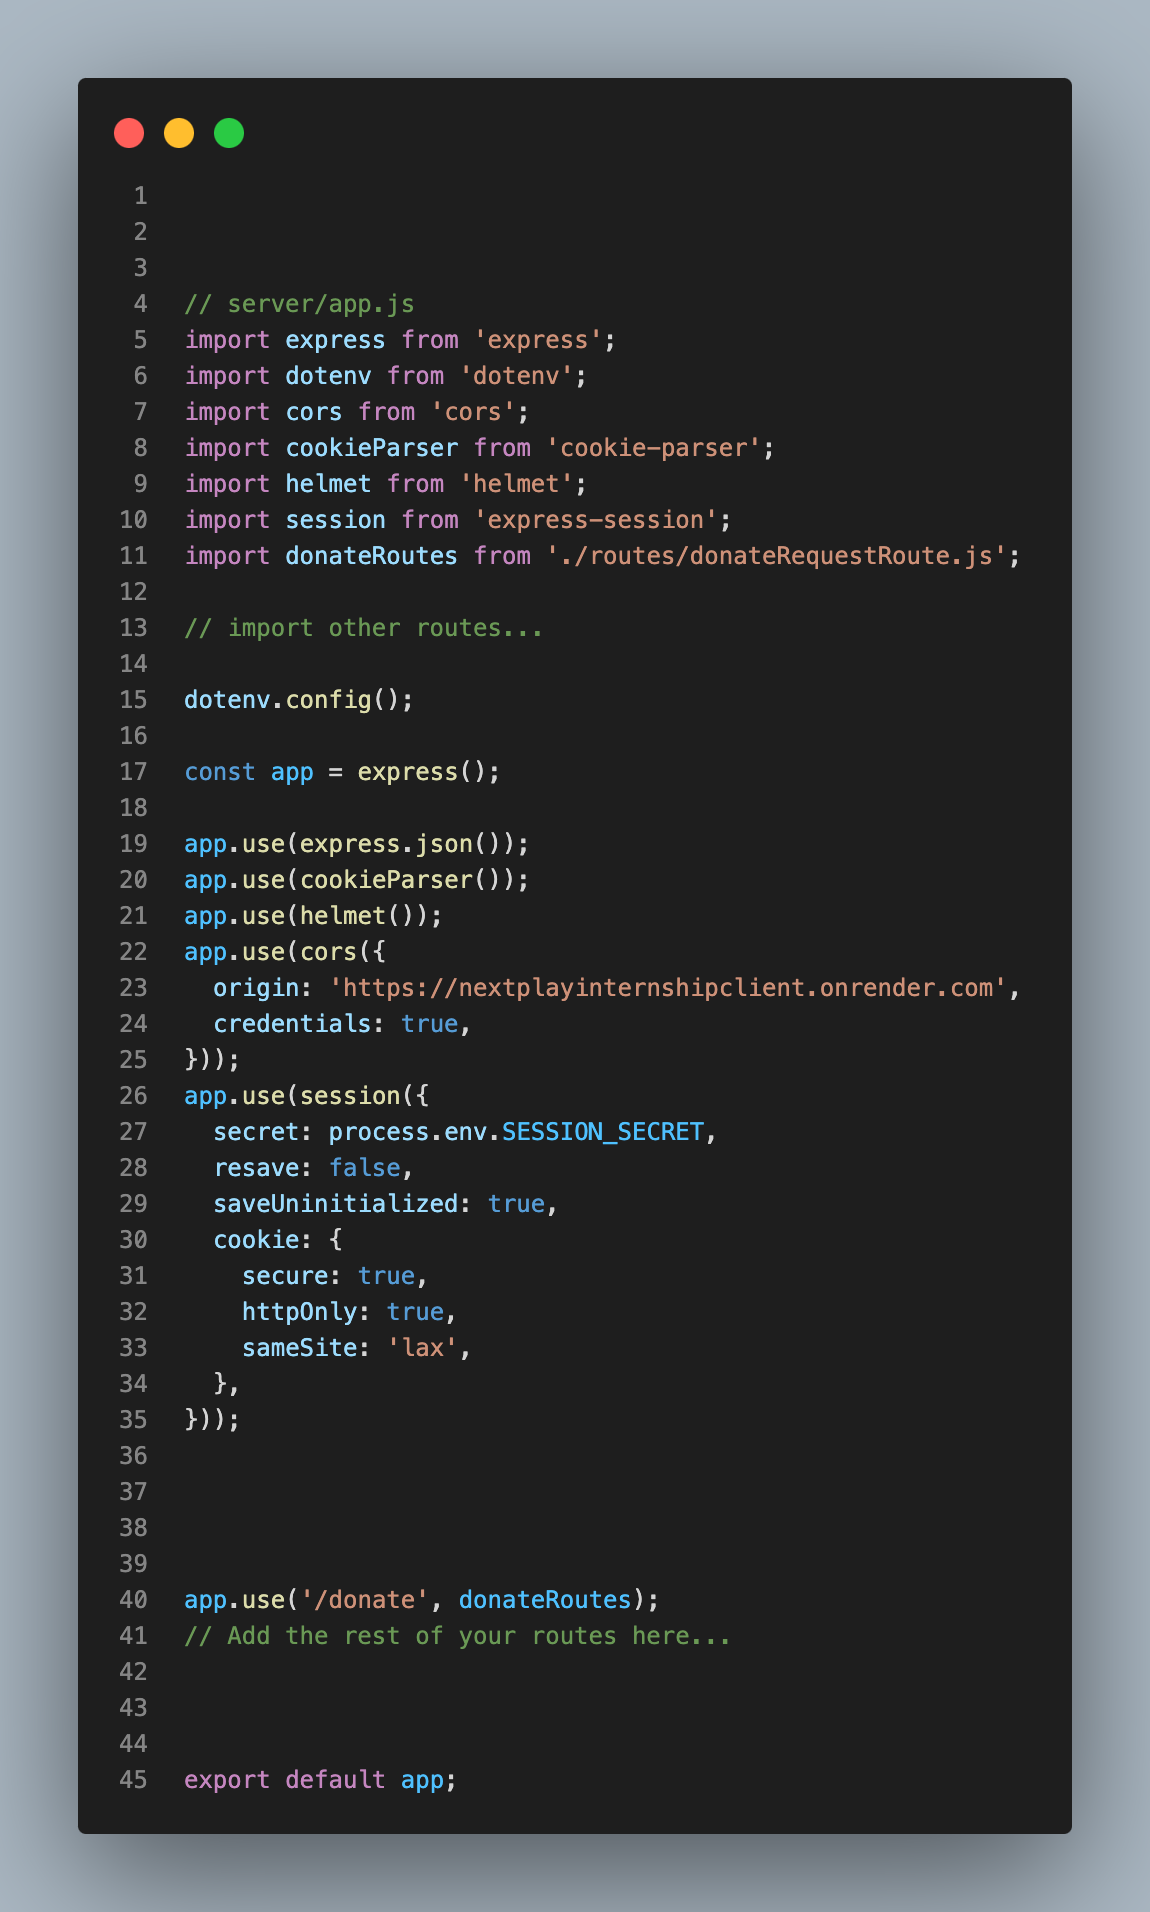 1
2
3
4 // server/app.js
5 import express from 'express';
6 import dotenv from 'dotenv';
7 import cors from 'cors';
8 import cookieParser from 'cookie-parser';
9 import helmet from 'helmet';
10 import session from 'express-session';
11 import donateRoutes from './routes/donateRequestRoute.js';
12
13 // import other routes...
14
15 dotenv.config();
16
17 const app = express();
18
19 app.use(express.json());
20 app.use(cookieParser());
21 app.use(helmet());
22 app.use(cors({
23   origin: 'https://nextplayinternshipclient.onrender.com',
24   credentials: true,
25 }));
26 app.use(session({
27   secret: process.env.SESSION_SECRET,
28   resave: false,
29   saveUninitialized: true,
30   cookie: {
31     secure: true,
32     httpOnly: true,
33     sameSite: 'lax',
34   },
35 }));
36
37
38
39
40 app.use('/donate', donateRoutes);
41 // Add the rest of your routes here...
42
43
44
45 export default app;